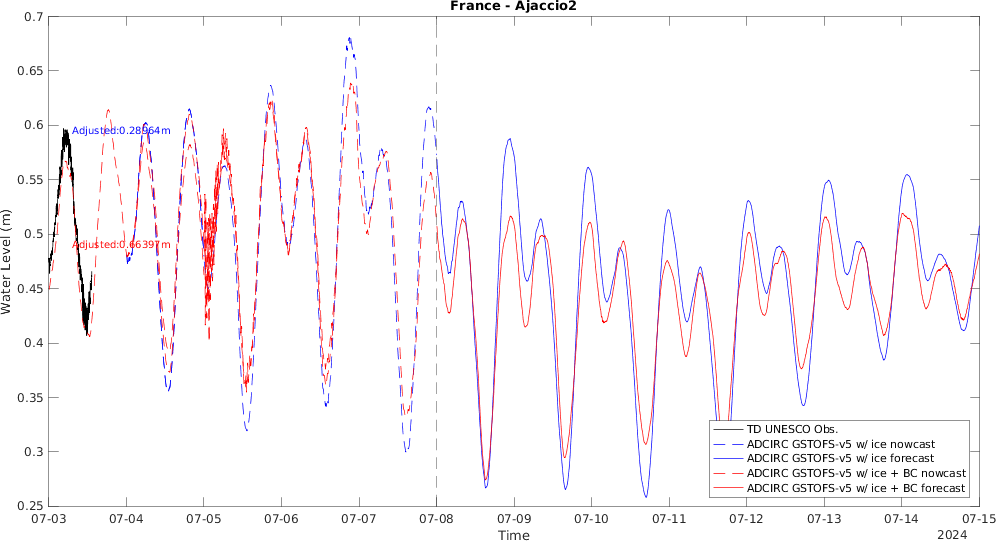 France - Ajaccio2
Water Level (m)
0.7
0.65
0.6
0.55
0.5
0.45
0.4
0.35
0.3
0.25
Adjusted:0.28964m
Adjusted:0.66397m
TD UNESCO Obs.
ADCIRC GSTOFS-v5 w/ ice nowcast
ADCIRC GSTOFS-v5 w/ ice forecast
ADCIRC GSTOFS-v5 w/ ice + BC nowcast
ADCIRC GSTOFS-v5 w/ ice + BC forecast
07-03 07-04 07-05 07-06 07-07 07-08 07-09 07-10 07-11 07-12 07-13 07-14 07-15
Time
2024